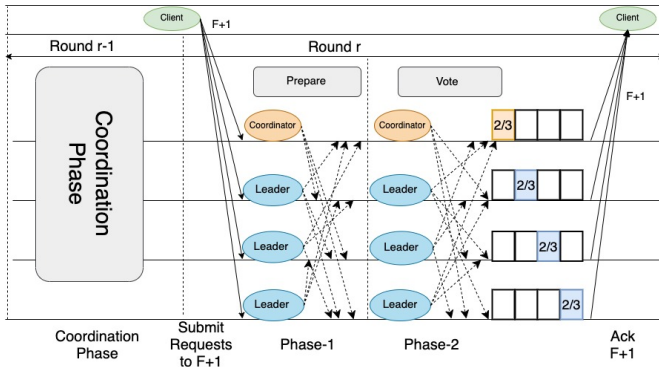 Client
F+1
Client
Round r-1
Round r
F+1
Prepare
Vote
Coordination
Phase
Coordinator
Coordinator
2/3
Leader
Leader
2/3
Leader
Leader
2/3
Leader
Leader
2/3
Coordination
Phase
Submit
Requests
to F+1
Phase-1
Phase-2
Ack
F+1